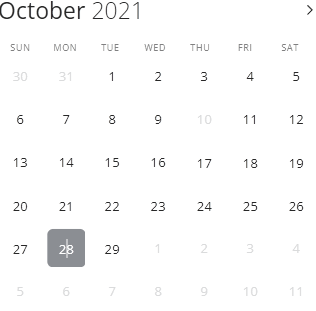 October 2021
SUN MON TUE WED THU FRI SAT
30 31 1 2 3 4 5
6 7 8 9 10 11 12
13 14 15 16 17 18 19
20 21 22 23 24 25 26
27 28 29 1 2 3 4
5 6 7 8 9 10 11